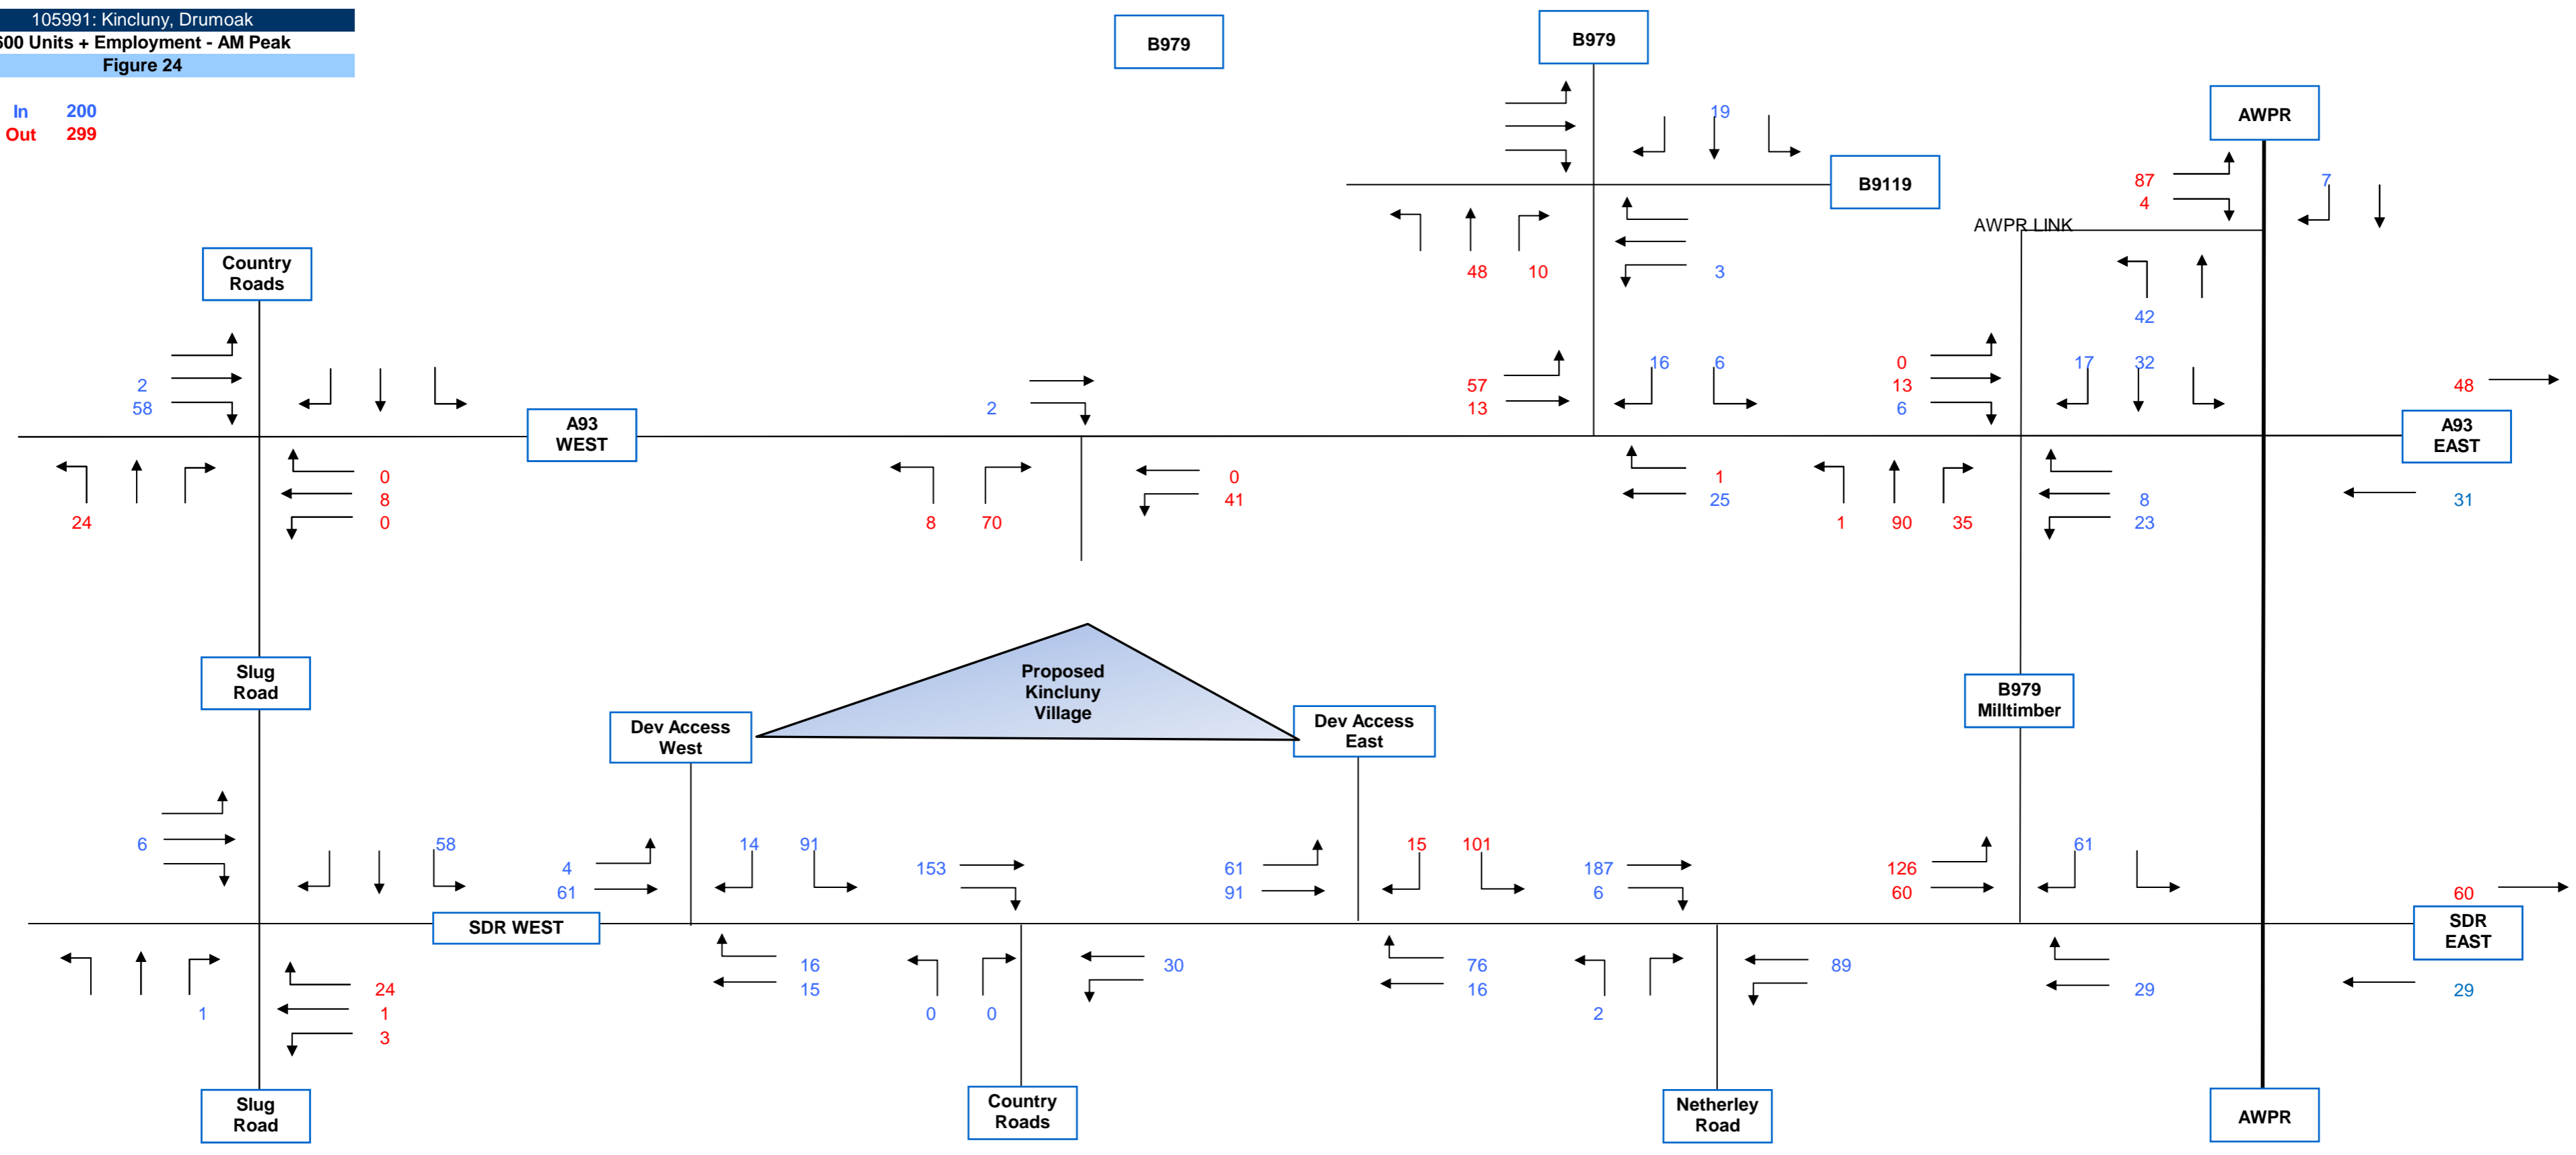 105991: Kincluny, Drumoak
600 Units + Employment - AM Peak
Figure 24
In 200
Out 299
B979
B979
19
B9119
AWPR
87
4
7
AWPR LINK
48 10
3
42
Country
Roads
2
58
A93
WEST
2
57
13
16 6
0
13
6
17 32
48
A93
EAST
24
0
8
0
8 70
0
41
1
25
1 90 35
8
23
31
Slug
Road
Proposed
Kincluny
Village
Dev Access
West
Dev Access
East
B979
Milltimber
6
58
4
61
14 91
153
61
91
15 101
187
6
126
60
61
60
SDR WEST
SDR
EAST
1
24
1
3
16
15
0 0
30
76
16
2
89
29
29
Slug
Road
Country
Roads
Netherley
Road
AWPR